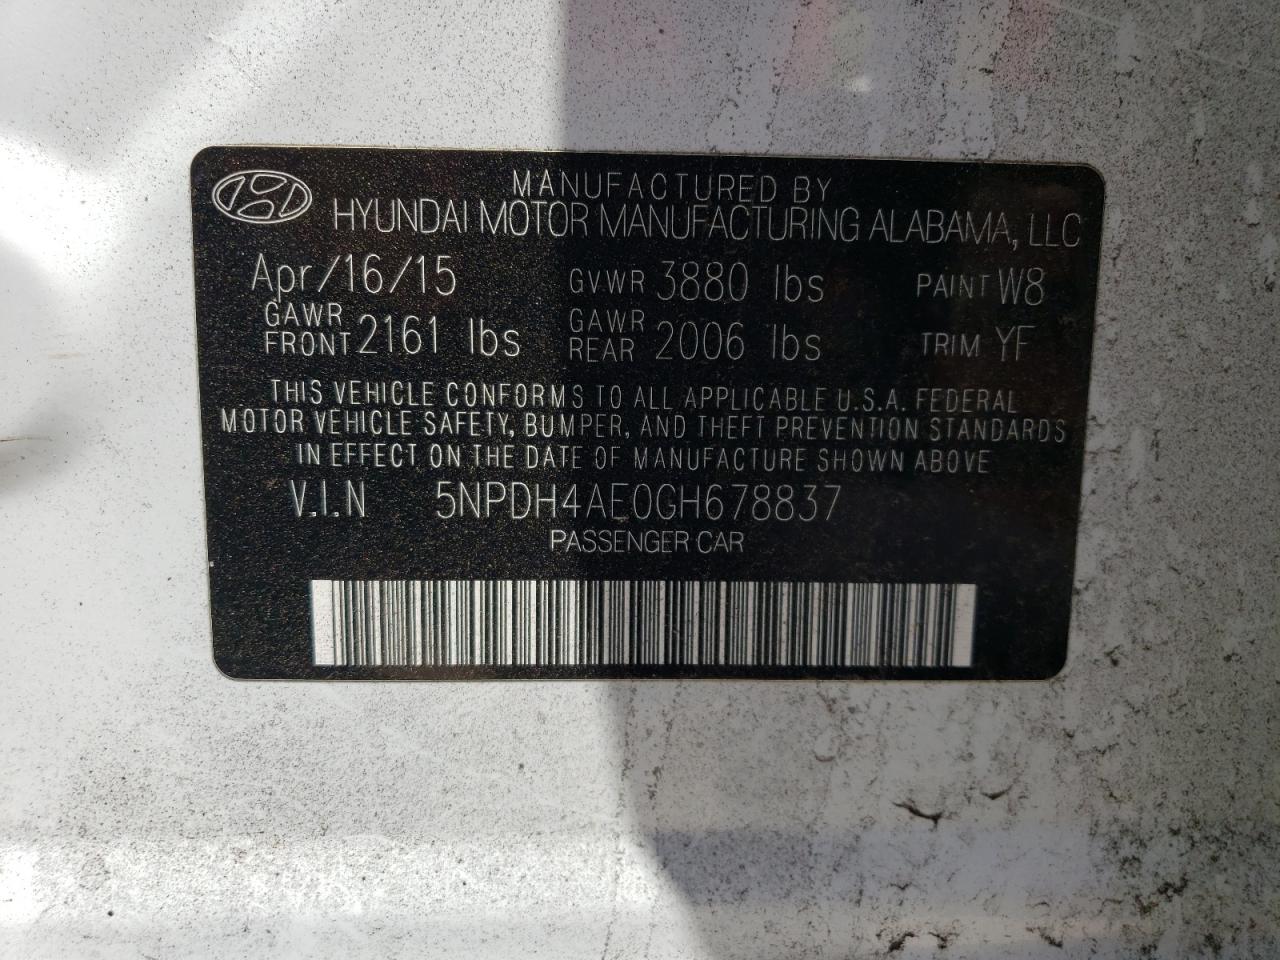 MANUFACTURED BY
HYUNDAI MOTOR MANUFACTURING ALABAMA, LLC
Apr/16/15 GVWR 3880 lbs PAINT W8
GAWR FRONT 2161 lbs GAWR REAR 2006 lbs TRIM YF
THIS VEHICLE CONFORMS TO ALL APPLICABLE U.S.A. FEDERAL
MOTOR VEHICLE SAFETY, BUMPER, AND THEFT PREVENTION STANDARDS
IN EFFECT ON THE DATE OF MANUFACTURE SHOWN ABOVE
V.I.N 5NPDH4AE0GH678837
PASSENGER CAR